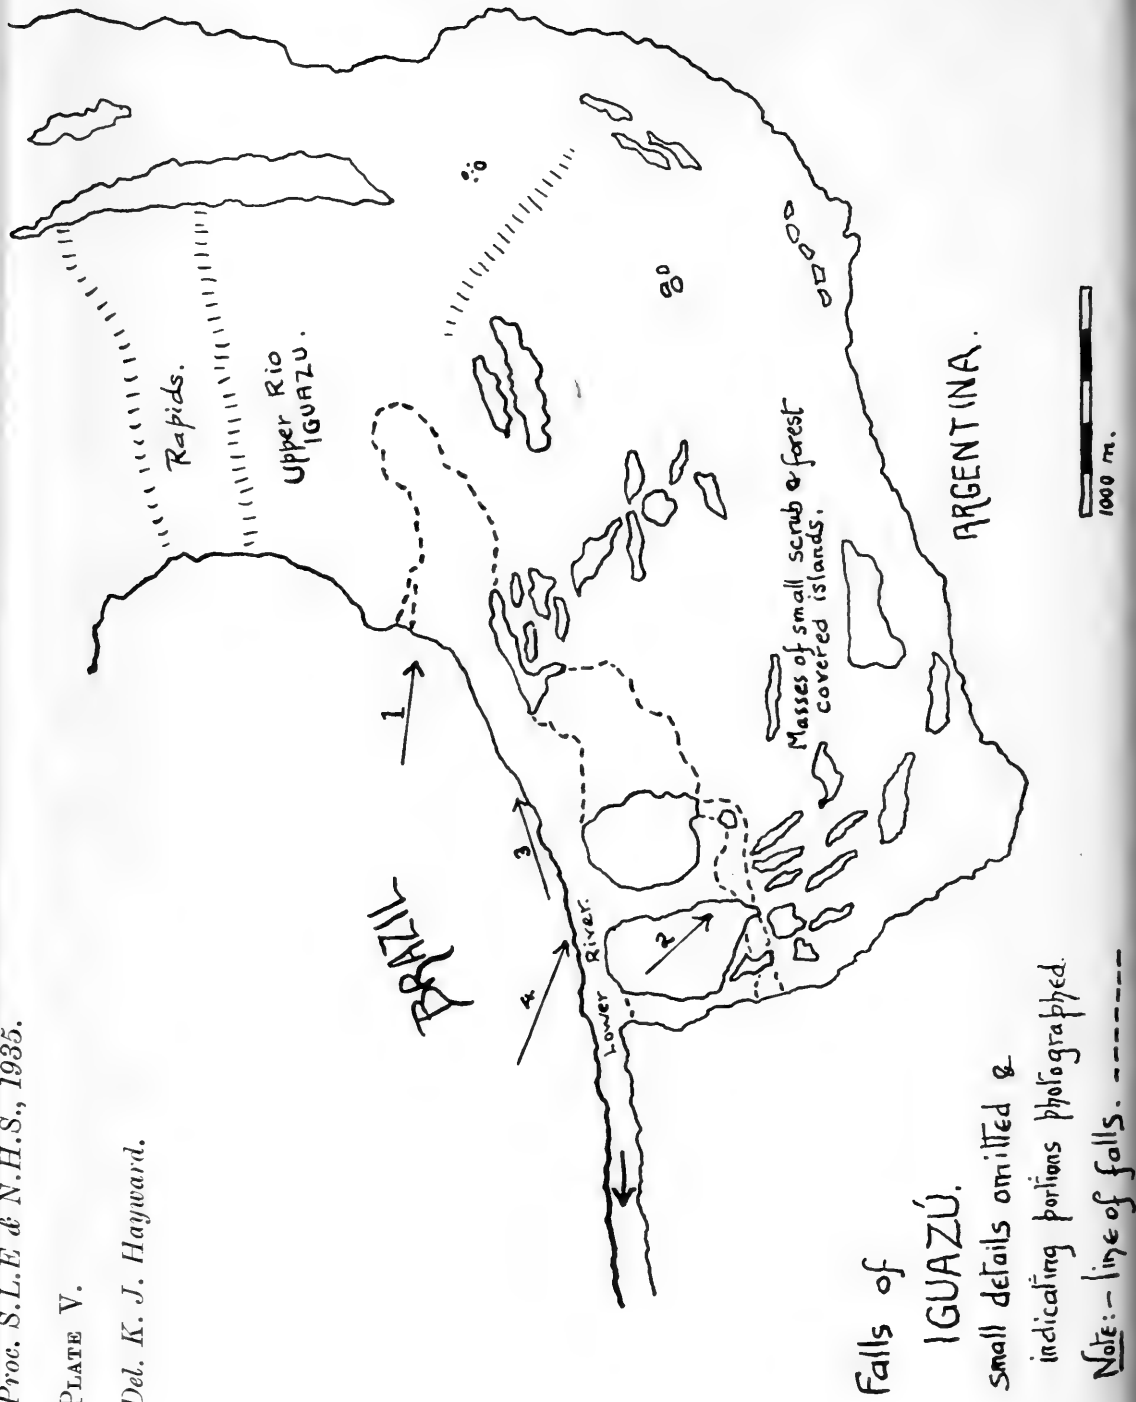 Proc. S.L.E & N.H.S., 1935.
PLATE V.
Del. K. J. Hayward.
Rapids.
Upper Rio
IGUAZU.
1
BRAZIL
3
4
2
Lower River.
Masses of small scrub & forest
covered islands.
ARGENTINA.
1000 m.
Falls of
IGUAZÚ.
small details omitted &
indicating portions photographed.
Note:- line of falls. -------